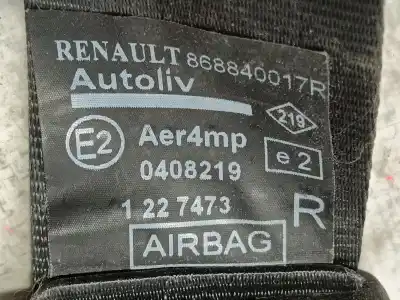 RENAULT 868840017R
Autoliv
219
E2 Aer4mp
0408219 e 2
1 22 7473 R
AIRBAG